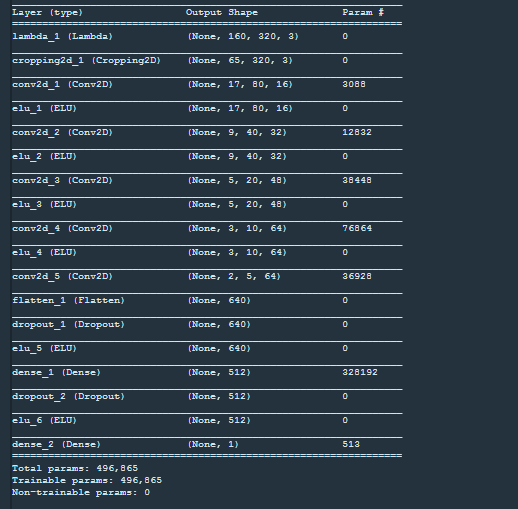 Layer (type) Output Shape Param #
lambda_1 (Lambda) (None, 160, 320, 3) 0
cropping2d_1 (Cropping2D) (None, 65, 320, 3) 0
conv2d_1 (Conv2D) (None, 17, 80, 16) 3088
elu_1 (ELU) (None, 17, 80, 16) 0
conv2d_2 (Conv2D) (None, 9, 40, 32) 12832
elu_2 (ELU) (None, 9, 40, 32) 0
conv2d_3 (Conv2D) (None, 5, 20, 48) 38448
elu_3 (ELU) (None, 5, 20, 48) 0
conv2d_4 (Conv2D) (None, 3, 10, 64) 76864
elu_4 (ELU) (None, 3, 10, 64) 0
conv2d_5 (Conv2D) (None, 2, 5, 64) 36928
flatten_1 (Flatten) (None, 640) 0
dropout_1 (Dropout) (None, 640) 0
elu_5 (ELU) (None, 640) 0
dense_1 (Dense) (None, 512) 328192
dropout_2 (Dropout) (None, 512) 0
elu_6 (ELU) (None, 512) 0
dense_2 (Dense) (None, 1) 513
Total params: 496,865
Trainable params: 496,865
Non-trainable params: 0